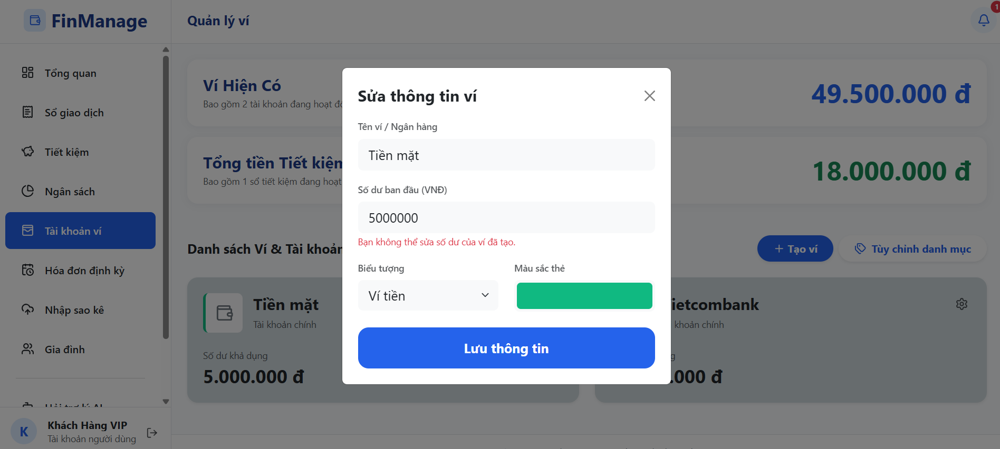 FinManage
Quản lý ví
1
Tổng quan
Sổ giao dịch
Tiết kiệm
Ngân sách
Tài khoản ví
Hóa đơn định kỳ
Nhập sao kê
Gia đình
Hỏi trợ lý AI
K
Khách Hàng VIP
Tài khoản người dùng
Ví Hiện Có
Bao gồm 2 tài khoản đang hoạt
49.500.000 đ
Tổng tiền Tiết kiệm
Bao gồm 1 sổ tiết kiệm đang hoạt
18.000.000 đ
Danh sách Ví & Tài khoản
+ Tạo ví
Tùy chỉnh danh mục
Tiền mặt
Tài khoản chính
Số dư khả dụng
5.000.000 đ
ietcombank
khoản chính
g
.000 đ
Sửa thông tin ví
Tên ví / Ngân hàng
Tiền mặt
Số dư ban đầu (VNĐ)
5000000
Bạn không thể sửa số dư của ví đã tạo.
Biểu tượng
Màu sắc thẻ
Ví tiền
Lưu thông tin